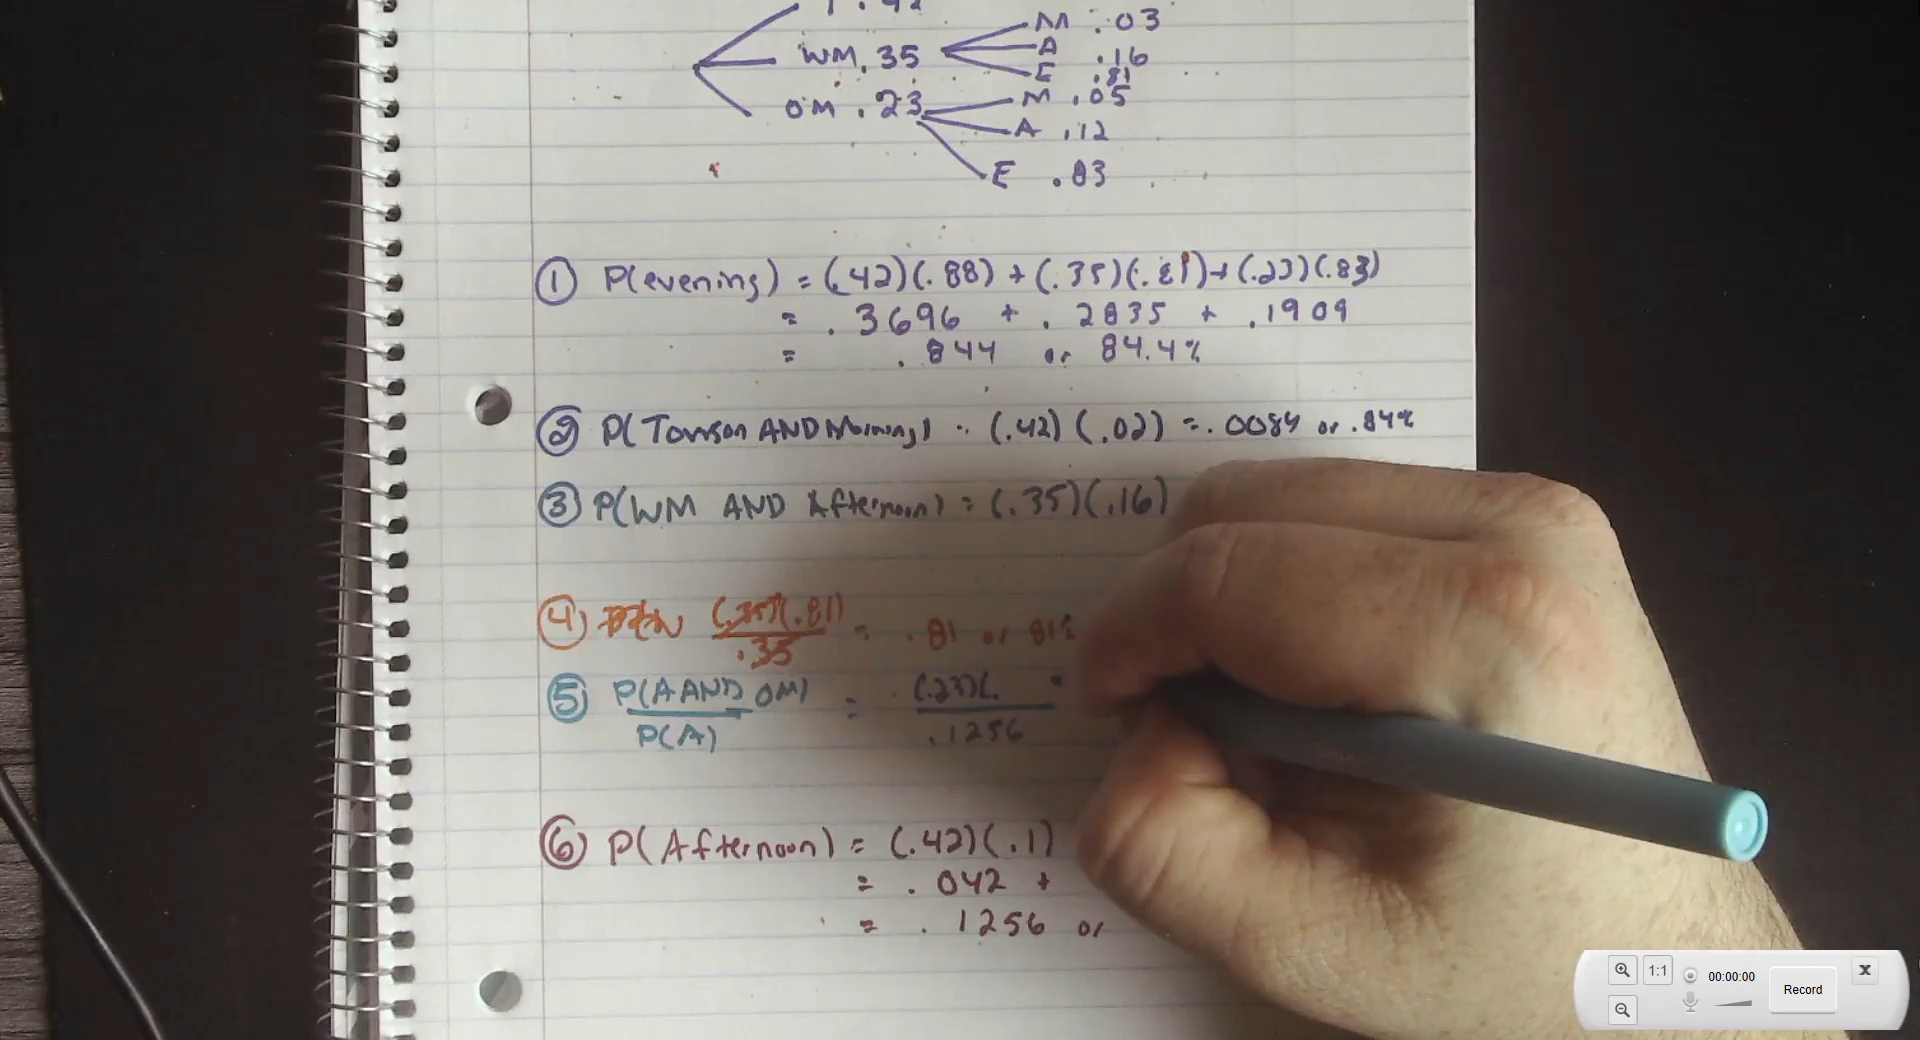 .42
WM .35 M .03
A .16
E .81
OM .23 M .05
A .12
E .83
① P(evening) = (.42)(.88) + (.35)(.81) + (.23)(.83)
= .3696 + .2835 + .1909
= .844 or 84.4%
② P(Towson AND Morning) = (.42)(.02) = .0084 or .84%
③ P(WM AND Afternoon) = (.35)(.16)
④ (.35)(.81) / .35 = .81 or 81%
⑤ P(A AND OM) / P(A) = (.23)(. / .1256
⑥ P(Afternoon) = (.42)(.1)
= .042 +
= .1256 or
1:1 00:00:00 Record